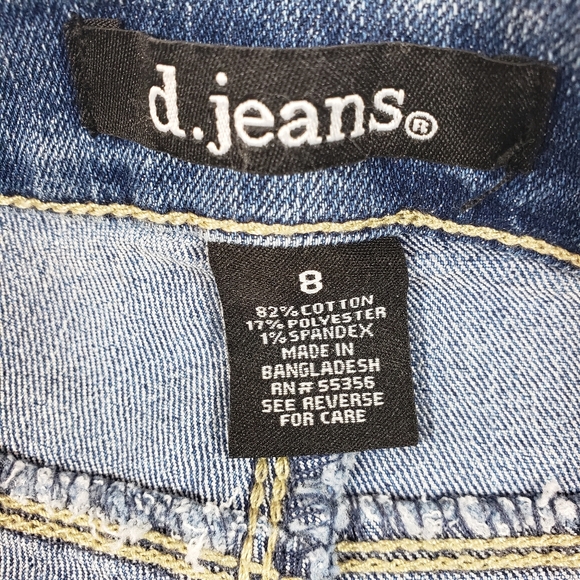 d.jeans®
8
82% COTTON
17% POLYESTER
1% SPANDEX
MADE IN
BANGLADESH
RN# 55356
SEE REVERSE
FOR CARE